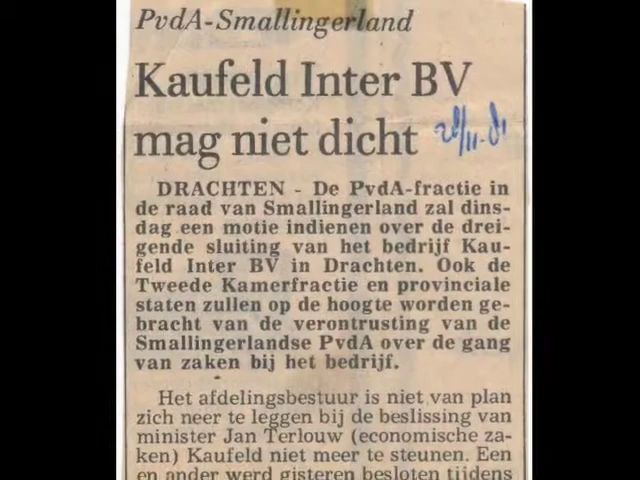 PvdA-Smallingerland
Kaufeld Inter BV
mag niet dicht
28/11-81
DRACHTEN - De PvdA-fractie in
de raad van Smallingerland zal dins-
dag een motie indienen over de drei-
gende sluiting van het bedrijf Kau-
feld Inter BV in Drachten. Ook de
Tweede Kamerfractie en provinciale
staten zullen op de hoogte worden ge-
bracht van de verontrusting van de
Smallingerlandse PvdA over de gang
van zaken bij het bedrijf.
Het afdelingsbestuur is niet van plan
zich neer te leggen bij de beslissing van
minister Jan Terlouw (economische za-
ken) Kaufeld niet meer te steunen. Een
en ander werd gisteren besloten tijdens